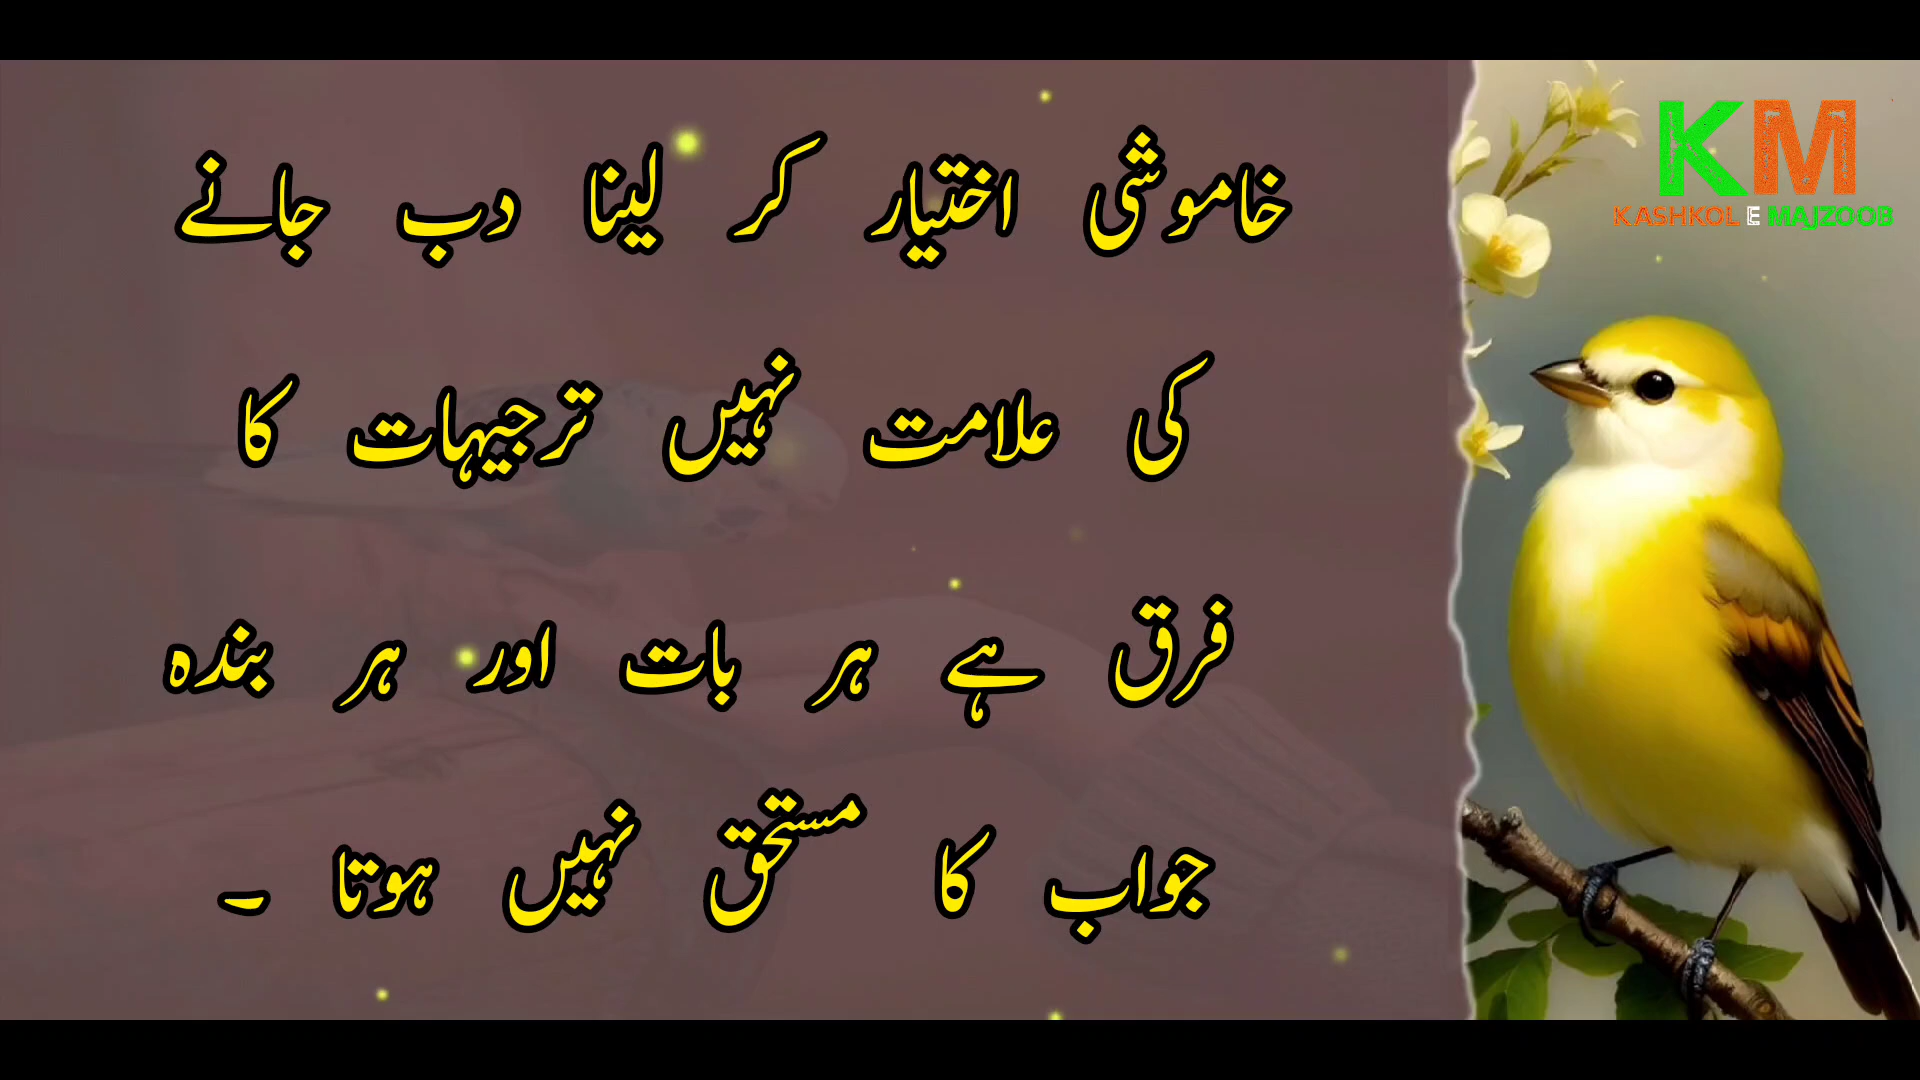 خاموشی اختیار کر لینا دب جانے
کی علامت نہیں ترجیہات کا
فرق ہے ہر بات اور ہر بندہ
جواب کا مستحق نہیں ہوتا ۔
KM
KASHKOL E MAJZOOB